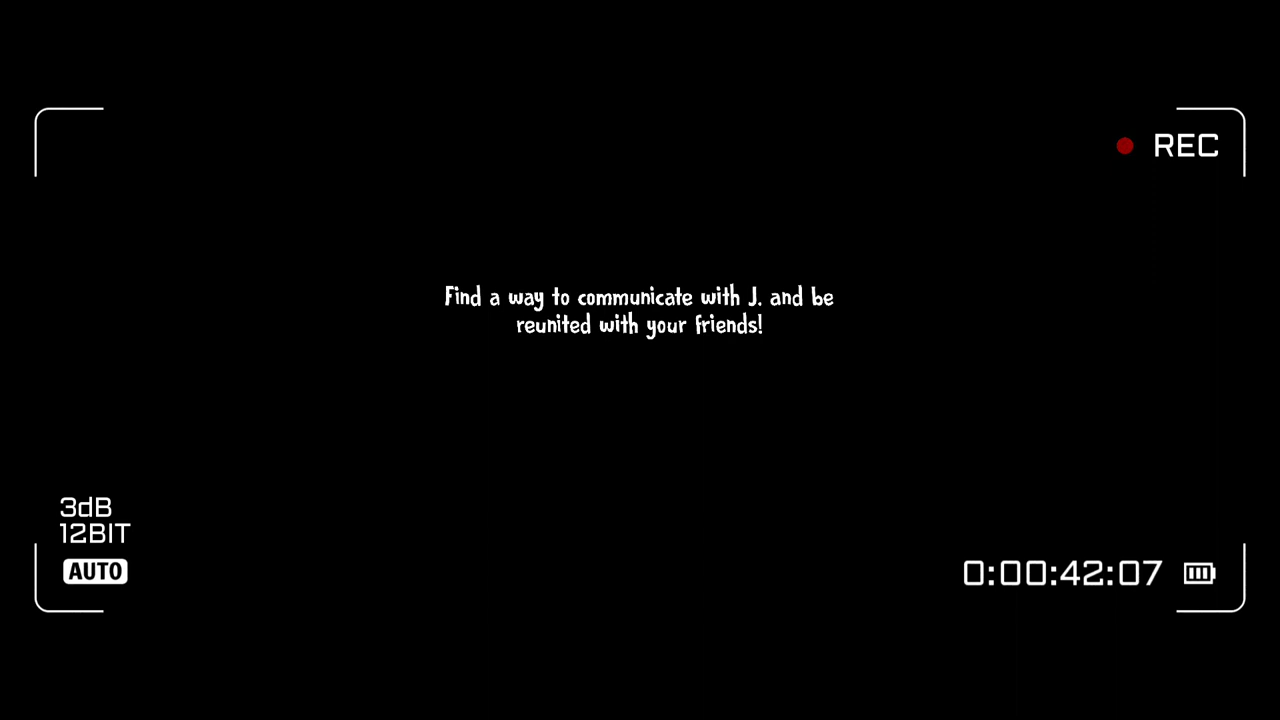 REC
Find a way to communicate with J. and be
reunited with your friends!
3dB
12BIT
AUTO
0:00:42:07